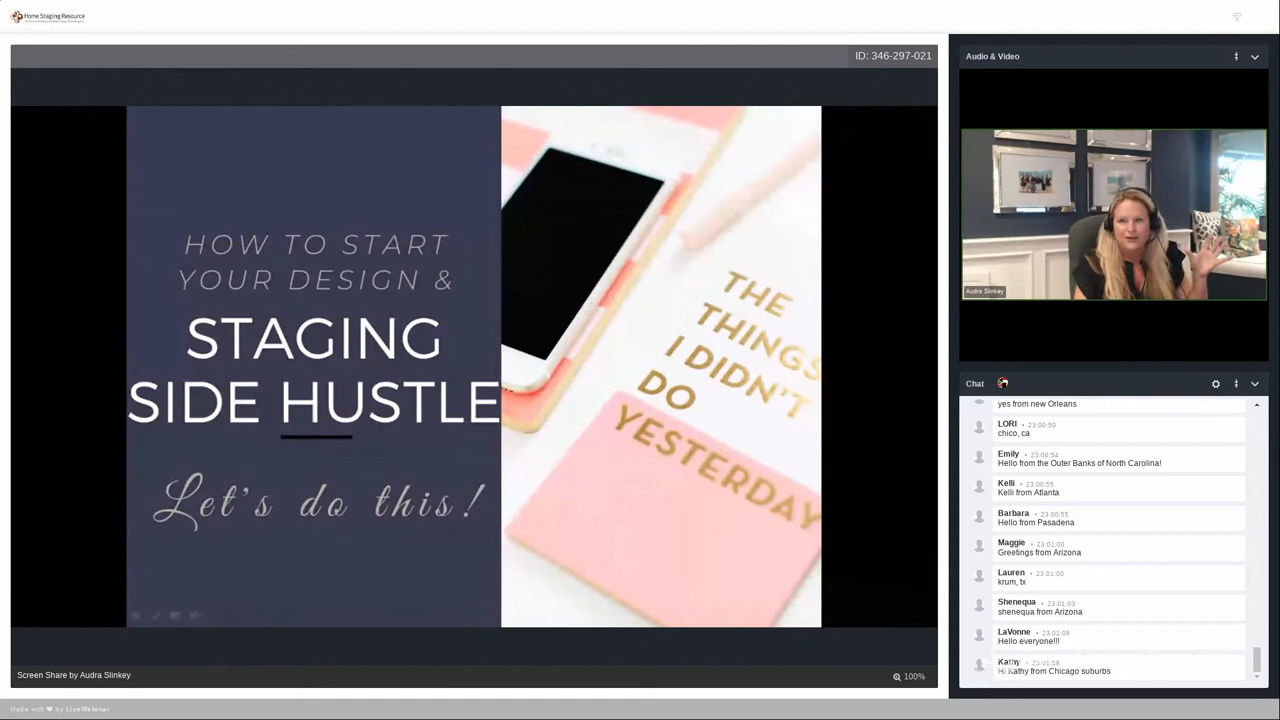 Home Staging Resource
ID: 346-297-021
HOW TO START
YOUR DESIGN &
STAGING
SIDE HUSTLE
Let's do this!
THE
THINGS
I DIDN'T
DO
YESTERDAY
Screen Share by Audra Slinkey
100%
Made with ❤ by LiveWebinar
Audio & Video
Audra Slinkey
Chat
yes from new Orleans
LORI • 23:00:50
chico, ca
Emily • 23:00:54
Hello from the Outer Banks of North Carolina!
Kelli • 23:00:55
Kelli from Atlanta
Barbara • 23:00:55
Hello from Pasadena
Maggie • 23:01:00
Greetings from Arizona
Lauren • 23:01:00
krum, tx
Shenequa • 23:01:03
shenequa from Arizona
LaVonne • 23:01:08
Hello everyone!!!
Kathy • 23:01:08
Hi Kathy from Chicago suburbs